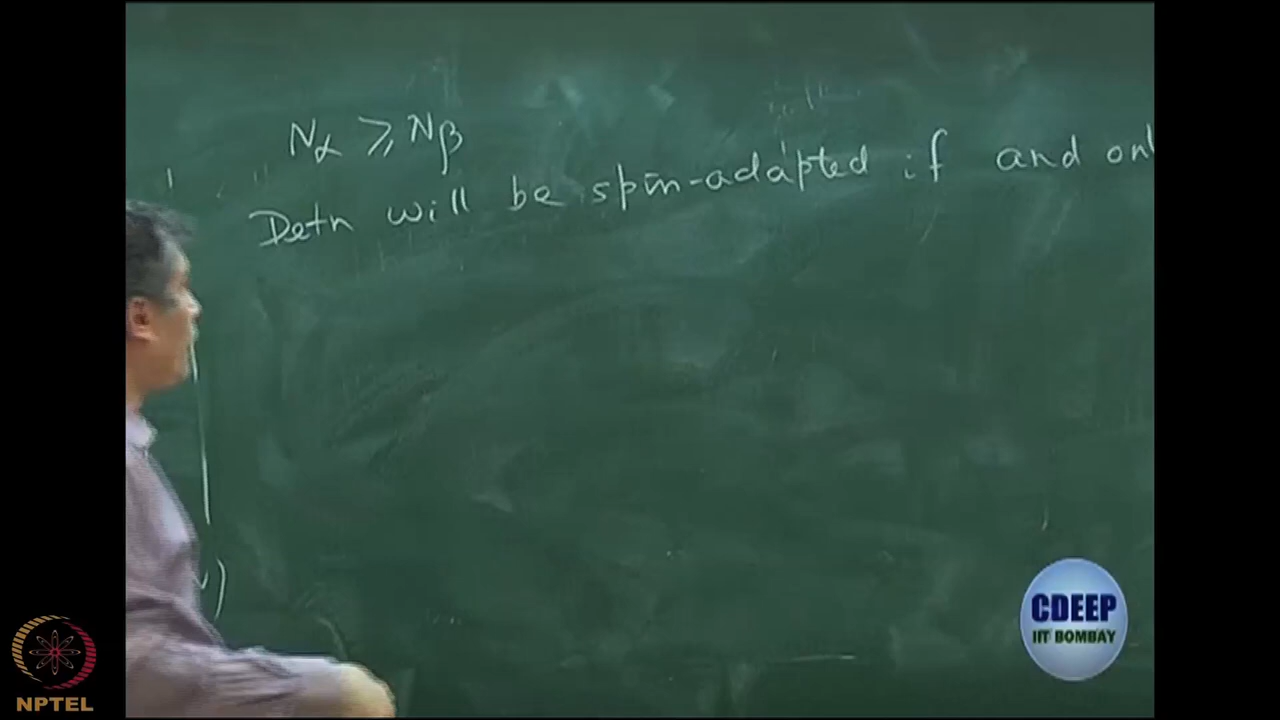 Nα ⩾ Nβ
Detn will be spin-adapted if and onl
CDEEP
IIT BOMBAY
NPTEL